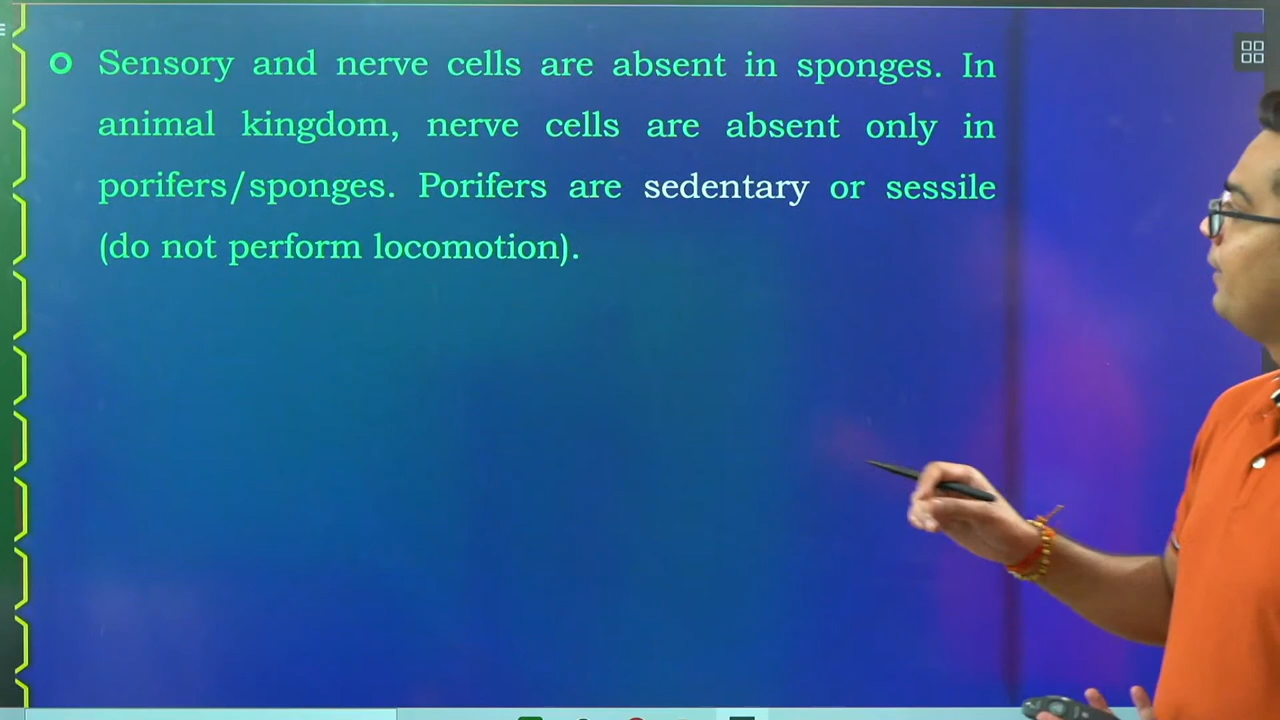 Sensory and nerve cells are absent in sponges. In
animal kingdom, nerve cells are absent only in
porifers/sponges. Porifers are sedentary or sessile
(do not perform locomotion).